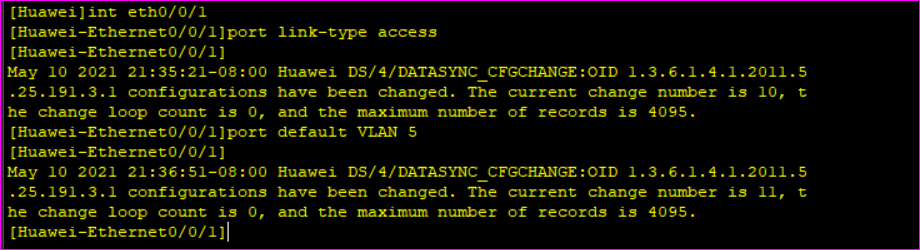 [Huawei]int eth0/0/1
[Huawei-Ethernet0/0/1]port link-type access
[Huawei-Ethernet0/0/1]
May 10 2021 21:35:21-08:00 Huawei DS/4/DATASYNC_CFGCHANGE:OID 1.3.6.1.4.1.2011.5
.25.191.3.1 configurations have been changed. The current change number is 10, t
he change loop count is 0, and the maximum number of records is 4095.
[Huawei-Ethernet0/0/1]port default VLAN 5
[Huawei-Ethernet0/0/1]
May 10 2021 21:36:51-08:00 Huawei DS/4/DATASYNC_CFGCHANGE:OID 1.3.6.1.4.1.2011.5
.25.191.3.1 configurations have been changed. The current change number is 11, t
he change loop count is 0, and the maximum number of records is 4095.
[Huawei-Ethernet0/0/1]